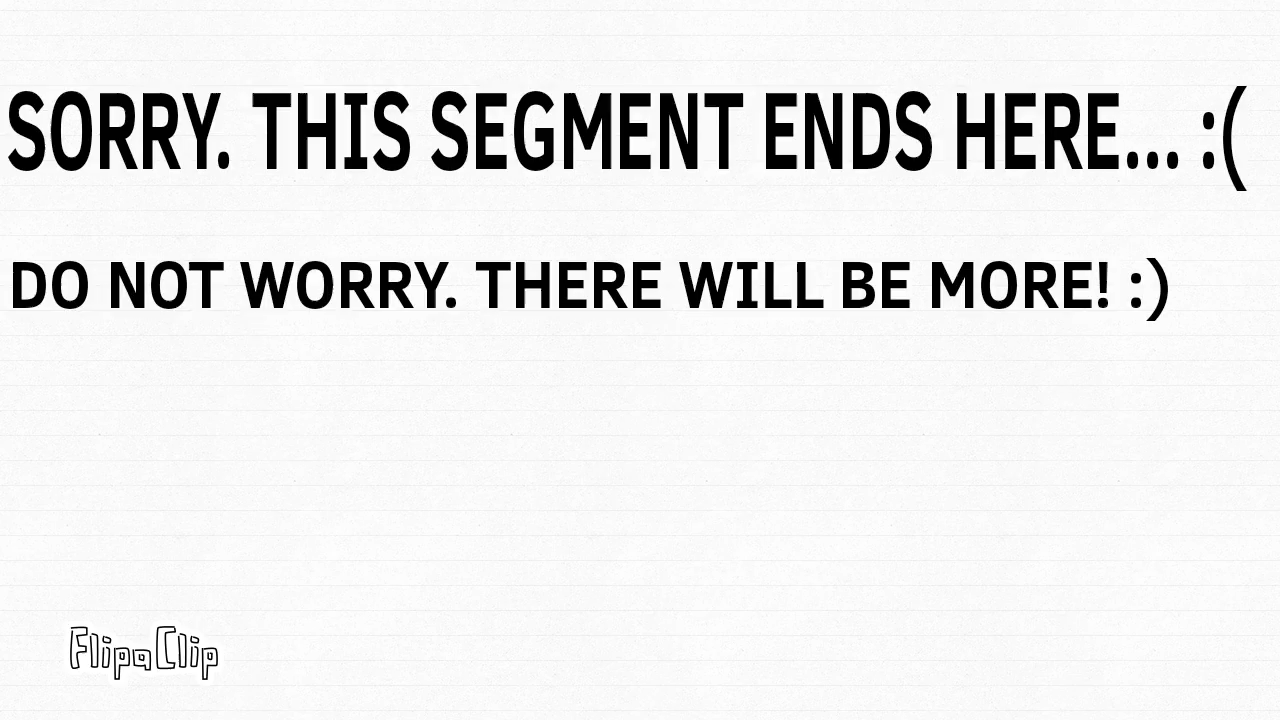 SORRY. THIS SEGMENT ENDS HERE... :(
DO NOT WORRY. THERE WILL BE MORE! :)
FlipaClip